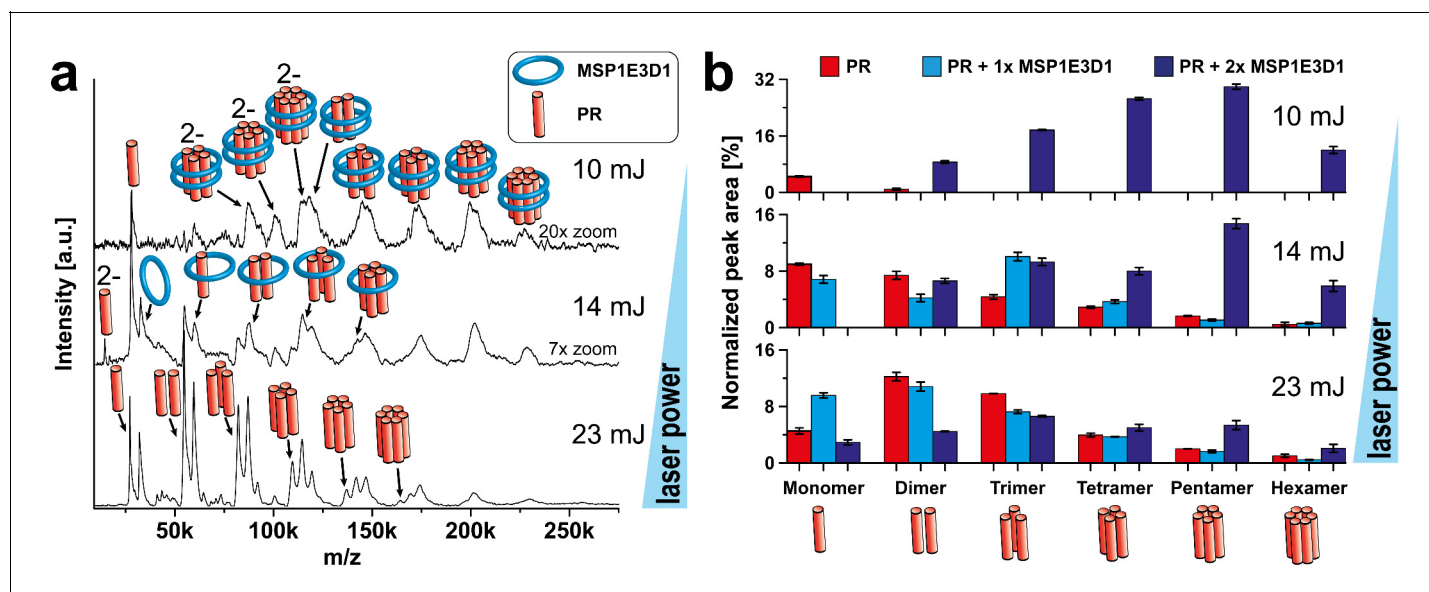 a
MSP1E3D1
PR
2-
2-
2-
10 mJ
20x zoom
2-
14 mJ
7x zoom
23 mJ
laser power
Intensity [a.u.]
50k 100k 150k 200k 250k
m/z
b
PR PR + 1x MSP1E3D1 PR + 2x MSP1E3D1
Normalized peak area [%]
32
16
0
10 mJ
16
8
0
14 mJ
16
8
0
23 mJ
laser power
Monomer Dimer Trimer Tetramer Pentamer Hexamer